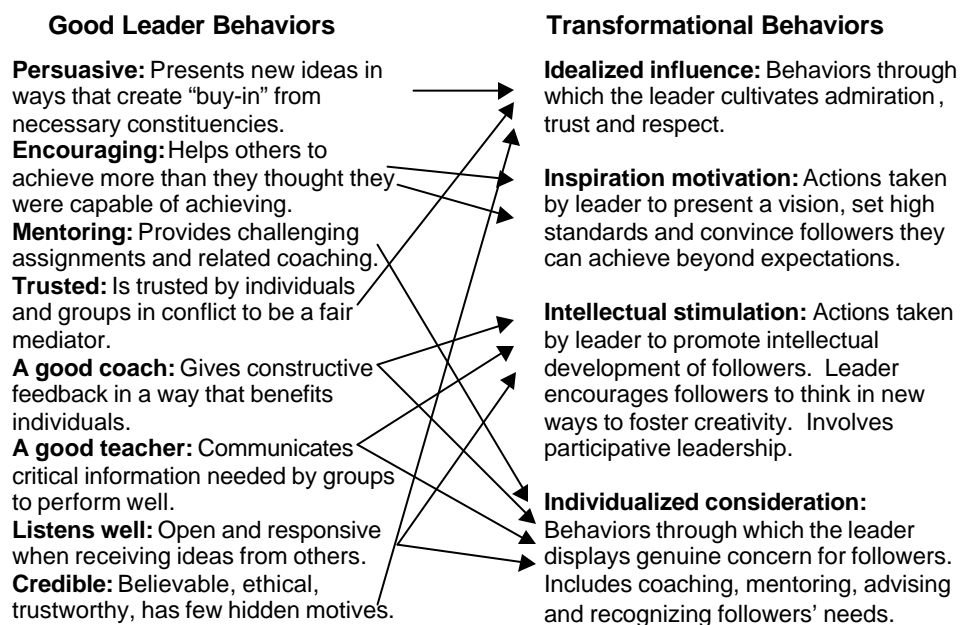 Good Leader Behaviors
Persuasive: Presents new ideas in
ways that create “buy-in” from
necessary constituencies.
Encouraging: Helps others to
achieve more than they thought they
were capable of achieving.
Mentoring: Provides challenging
assignments and related coaching.
Trusted: Is trusted by individuals
and groups in conflict to be a fair
mediator.
A good coach: Gives constructive
feedback in a way that benefits
individuals.
A good teacher: Communicates
critical information needed by groups
to perform well.
Listens well: Open and responsive
when receiving ideas from others.
Credible: Believable, ethical,
trustworthy, has few hidden motives.
Transformational Behaviors
Idealized influence: Behaviors through
which the leader cultivates admiration,
trust and respect.
Inspiration motivation: Actions taken
by leader to present a vision, set high
standards and convince followers they
can achieve beyond expectations.
Intellectual stimulation: Actions taken
by leader to promote intellectual
development of followers. Leader
encourages followers to think in new
ways to foster creativity. Involves
participative leadership.
Individualized consideration:
Behaviors through which the leader
displays genuine concern for followers.
Includes coaching, mentoring, advising
and recognizing followers’ needs.